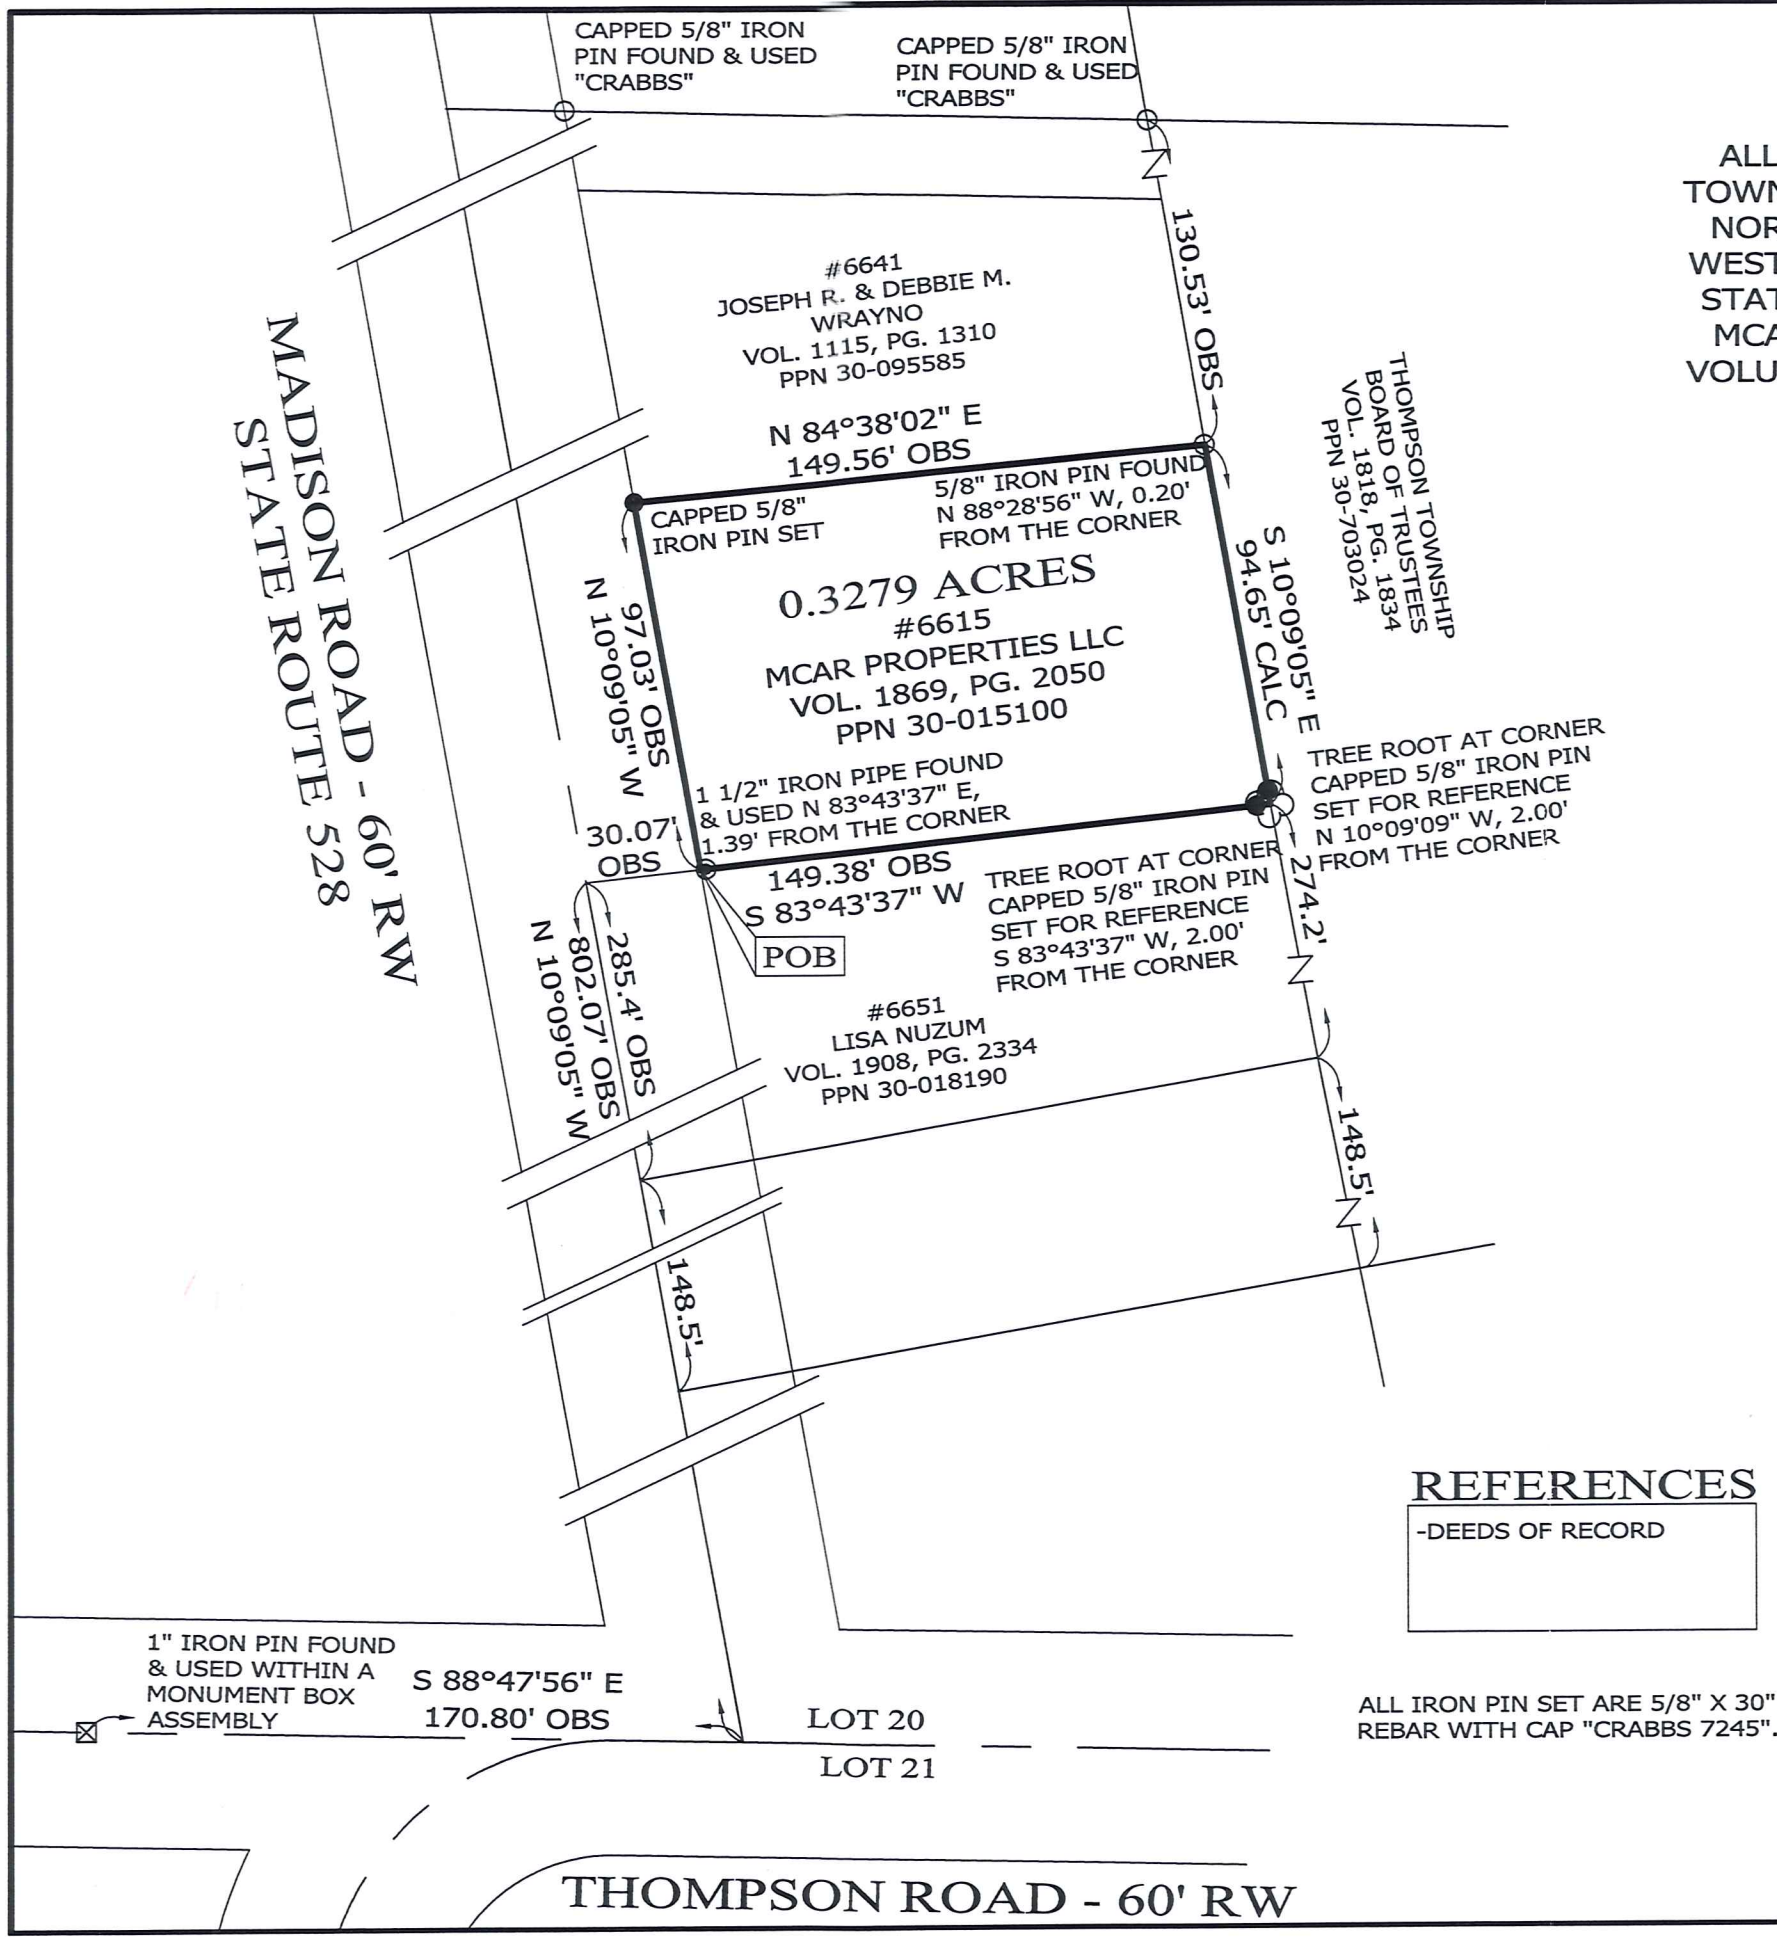 CAPPED 5/8" IRON
PIN FOUND & USED
"CRABBS"
CAPPED 5/8" IRON
PIN FOUND & USED
"CRABBS"
ALL
TOWN
NOR
WEST
STAT
MCA
VOLU
130.53' OBS
#6641
JOSEPH R. & DEBBIE M.
WRAYNO
VOL. 1115, PG. 1310
PPN 30-095585
N 84°38'02" E
149.56' OBS
MADISON ROAD - 60' RW
STATE ROUTE 528
THOMPSON TOWNSHIP
BOARD OF TRUSTEES
VOL. 1818, PG. 1834
PPN 30-703024
CAPPED 5/8"
IRON PIN SET
5/8" IRON PIN FOUND
N 88°28'56" W, 0.20'
FROM THE CORNER
S 10°09'05" E
94.65' CALC
97.03' OBS
N 10°09'05" W
0.3279 ACRES
#6615
MCAR PROPERTIES LLC
VOL. 1869, PG. 2050
PPN 30-015100
1 1/2" IRON PIPE FOUND
& USED N 83°43'37" E,
1.39' FROM THE CORNER
TREE ROOT AT CORNER
CAPPED 5/8" IRON PIN
SET FOR REFERENCE
N 10°09'09" W, 2.00'
FROM THE CORNER
30.07'
OBS
149.38' OBS
S 83°43'37" W
TREE ROOT AT CORNER
CAPPED 5/8" IRON PIN
SET FOR REFERENCE
S 83°43'37" W, 2.00'
FROM THE CORNER
274.2'
POB
285.4' OBS
802.07' OBS
N 10°09'05" W
#6651
LISA NUZUM
VOL. 1908, PG. 2334
PPN 30-018190
148.5'
148.5'
REFERENCES
-DEEDS OF RECORD
1" IRON PIN FOUND
& USED WITHIN A
MONUMENT BOX
ASSEMBLY
S 88°47'56" E
170.80' OBS
LOT 20
LOT 21
ALL IRON PIN SET ARE 5/8" X 30"
REBAR WITH CAP "CRABBS 7245".
THOMPSON ROAD - 60' RW